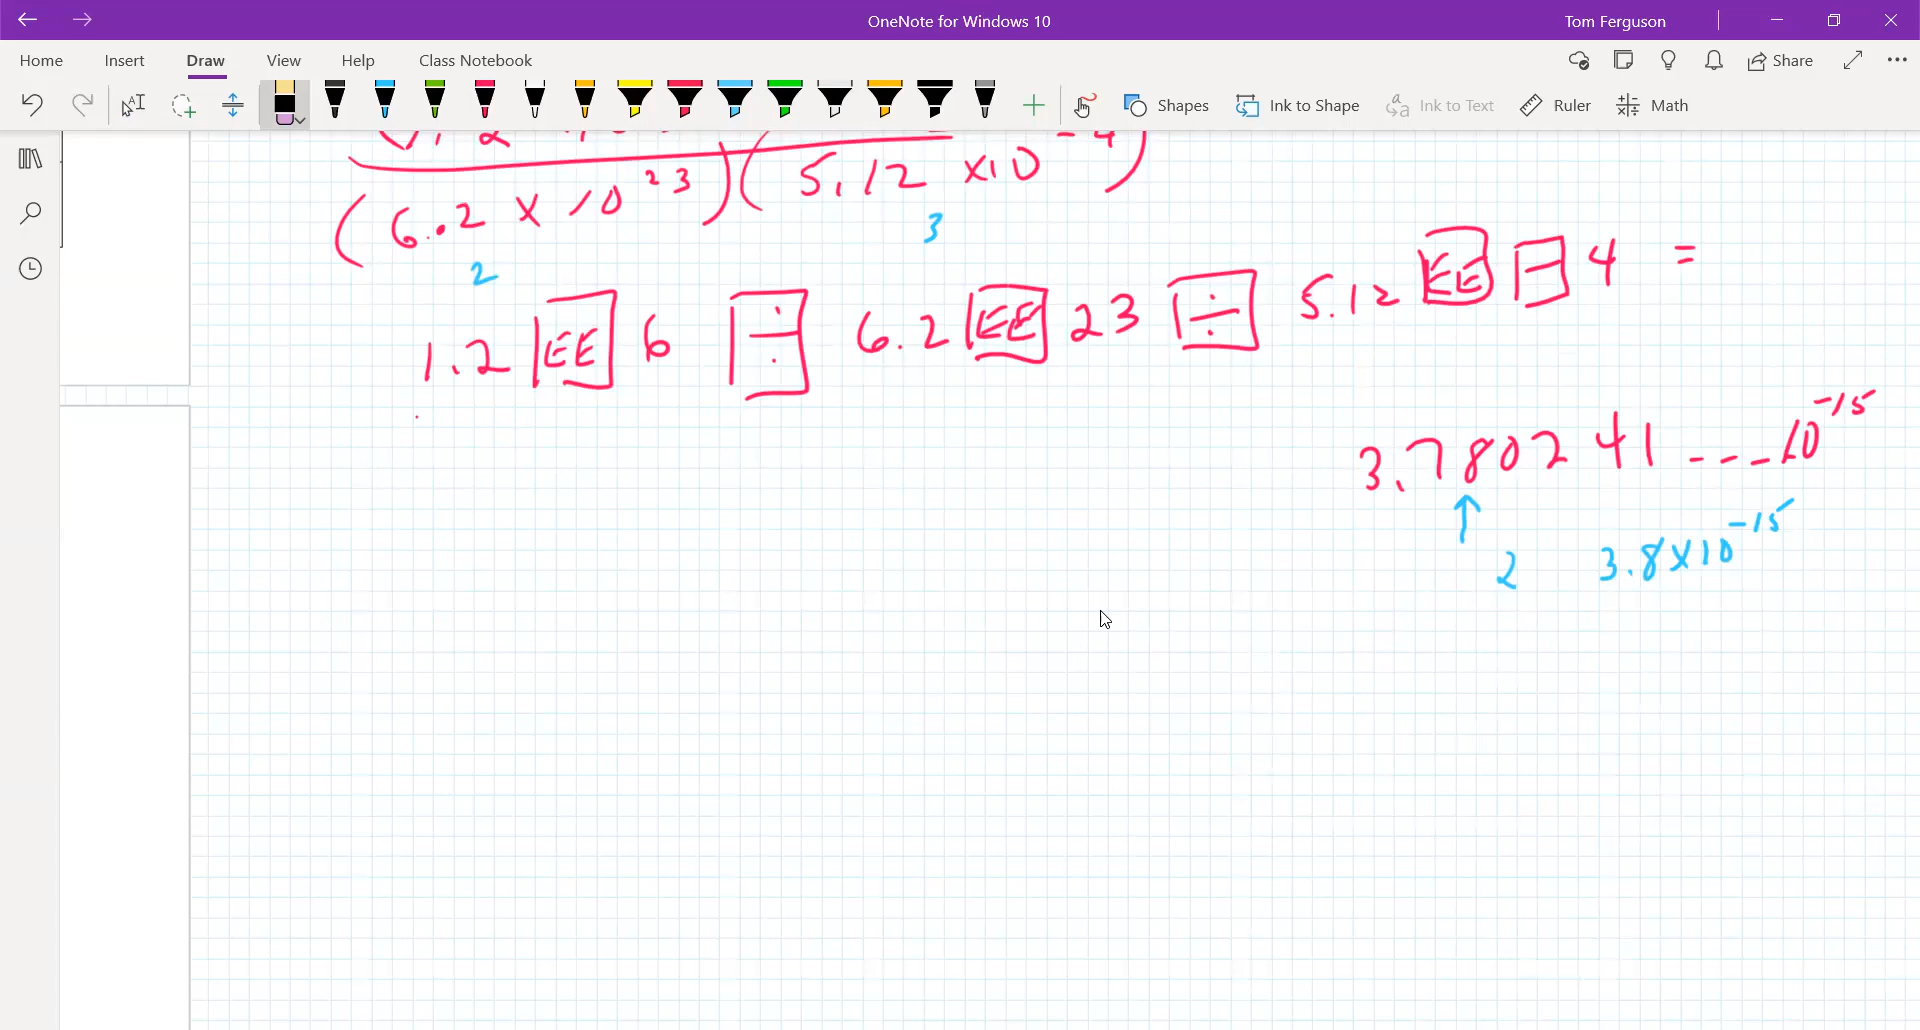 OneNote for Windows 10
Tom Ferguson
Home Insert Draw View Help Class Notebook
Share
Shapes Ink to Shape Ink to Text Ruler Math
(6.2 × 10²³)(5.12 ×10⁻⁴)
2 3
1.2 EE 6 ÷ 6.2 EE 23 ÷ 5.12 EE − 4 =
3.780241 --- 10⁻¹⁵
↑
2 3.8×10⁻¹⁵